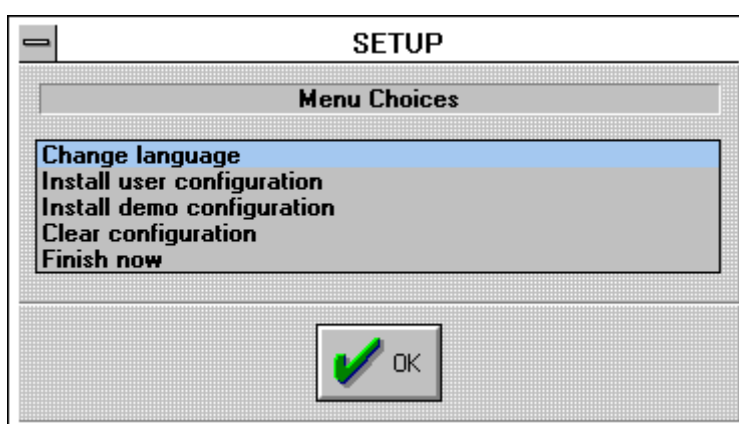 SETUP
Menu Choices
Change language
Install user configuration
Install demo configuration
Clear configuration
Finish now
OK